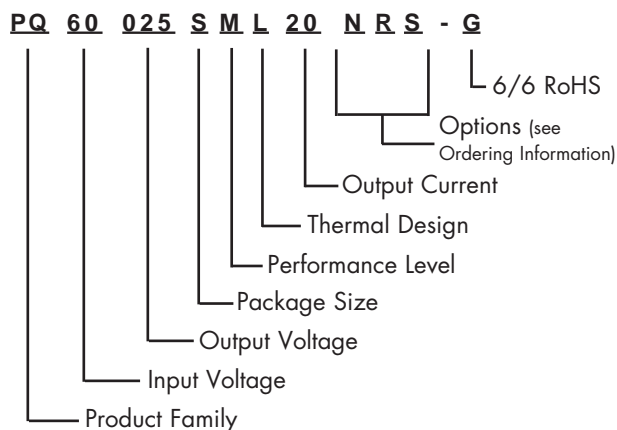 PQ 60 025 S M L 20 N R S - G
6/6 RoHS
Options (see
Ordering Information)
Output Current
Thermal Design
Performance Level
Package Size
Output Voltage
Input Voltage
Product Family